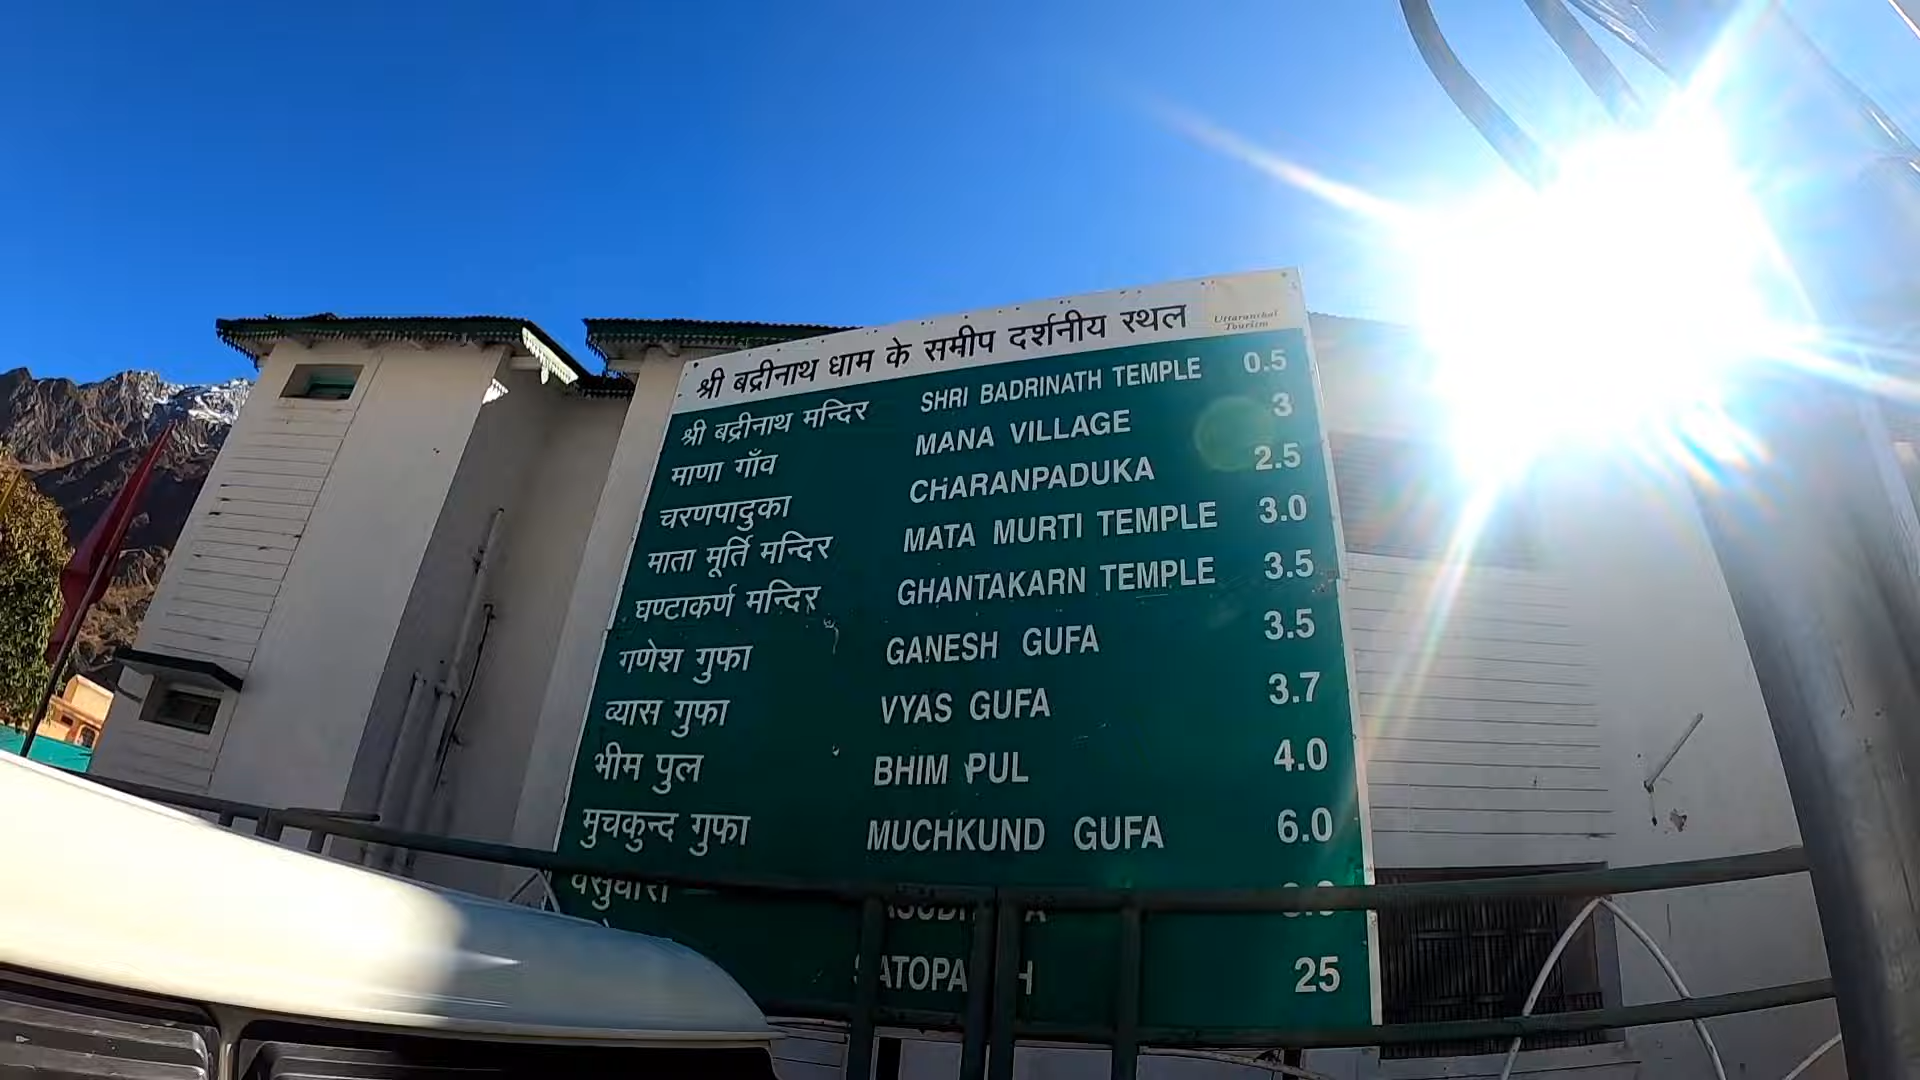 श्री बद्रीनाथ धाम के समीप दर्शनीय स्थल
Uttaranchal
Tourism
श्री बद्रीनाथ मन्दिर SHRI BADRINATH TEMPLE 0.5
माणा गाँव MANA VILLAGE 3
चरणपादुका CHARANPADUKA 2.5
माता मूर्ति मन्दिर MATA MURTI TEMPLE 3.0
घण्टाकर्ण मन्दिर GHANTAKARN TEMPLE 3.5
गणेश गुफा GANESH GUFA 3.5
व्यास गुफा VYAS GUFA 3.7
भीम पुल BHIM PUL 4.0
मुचकुन्द गुफा MUCHKUND GUFA 6.0
वसुधारा
25